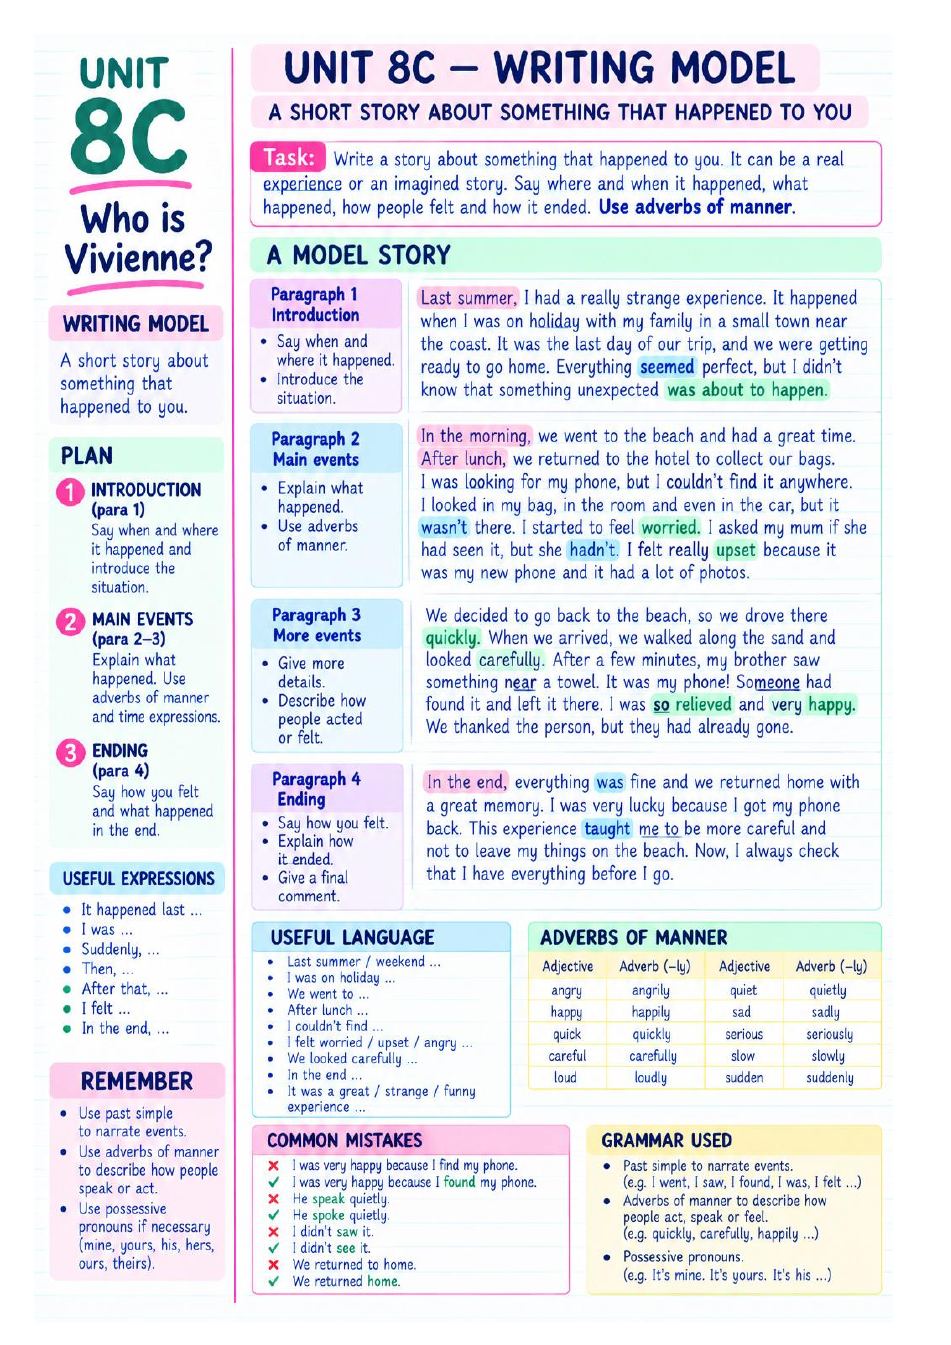 UNIT
8C
Who is
Vivienne?
WRITING MODEL
A short story about
something that
happened to you.
PLAN
1 INTRODUCTION
(para 1)
Say when and where
it happened and
introduce the
situation.
2 MAIN EVENTS
(para 2–3)
Explain what
happened. Use
adverbs of manner
and time expressions.
3 ENDING
(para 4)
Say how you felt
and what happened
in the end.
USEFUL EXPRESSIONS
• It happened last ...
• I was ...
• Suddenly, ...
• Then, ...
• After that, ...
• I felt ...
• In the end, ...
REMEMBER
• Use past simple
to narrate events.
• Use adverbs of manner
to describe how people
speak or act.
• Use possessive
pronouns if necessary
(mine, yours, his, hers,
ours, theirs).
UNIT 8C – WRITING MODEL
A SHORT STORY ABOUT SOMETHING THAT HAPPENED TO YOU
Task: Write a story about something that happened to you. It can be a real
experience or an imagined story. Say where and when it happened, what
happened, how people felt and how it ended. Use adverbs of manner.
A MODEL STORY
Paragraph 1
Introduction
• Say when and
where it happened.
• Introduce the
situation.
Last summer, I had a really strange experience. It happened
when I was on holiday with my family in a small town near
the coast. It was the last day of our trip, and we were getting
ready to go home. Everything seemed perfect, but I didn't
know that something unexpected was about to happen.
Paragraph 2
Main events
• Explain what
happened.
• Use adverbs
of manner.
In the morning, we went to the beach and had a great time.
After lunch, we returned to the hotel to collect our bags.
I was looking for my phone, but I couldn't find it anywhere.
I looked in my bag, in the room and even in the car, but it
wasn't there. I started to feel worried. I asked my mum if she
had seen it, but she hadn't. I felt really upset because it
was my new phone and it had a lot of photos.
Paragraph 3
More events
• Give more
details.
• Describe how
people acted
or felt.
We decided to go back to the beach, so we drove there
quickly. When we arrived, we walked along the sand and
looked carefully. After a few minutes, my brother saw
something near a towel. It was my phone! Someone had
found it and left it there. I was so relieved and very happy.
We thanked the person, but they had already gone.
Paragraph 4
Ending
• Say how you felt.
• Explain how
it ended.
• Give a final
comment.
In the end, everything was fine and we returned home with
a great memory. I was very lucky because I got my phone
back. This experience taught me to be more careful and
not to leave my things on the beach. Now, I always check
that I have everything before I go.
USEFUL LANGUAGE
• Last summer / weekend ...
• I was on holiday ...
• We went to ...
• After lunch ...
• I couldn't find ...
• I felt worried / upset / angry ...
• We looked carefully ...
• In the end ...
• It was a great / strange / funny
experience ...
ADVERBS OF MANNER
Adjective Adverb (–ly) Adjective Adverb (–ly)
angry angrily quiet quietly
happy happily sad sadly
quick quickly serious seriously
careful carefully slow slowly
loud loudly sudden suddenly
COMMON MISTAKES
✗ I was very happy because I find my phone.
✓ I was very happy because I found my phone.
✗ He speak quietly.
✓ He spoke quietly.
✗ I didn't saw it.
✓ I didn't see it.
✗ We returned to home.
✓ We returned home.
GRAMMAR USED
• Past simple to narrate events.
(e.g. I went, I saw, I found, I was, I felt ...)
• Adverbs of manner to describe how
people act, speak or feel.
(e.g. quickly, carefully, happily ...)
• Possessive pronouns.
(e.g. It's mine. It's yours. It's his ...)